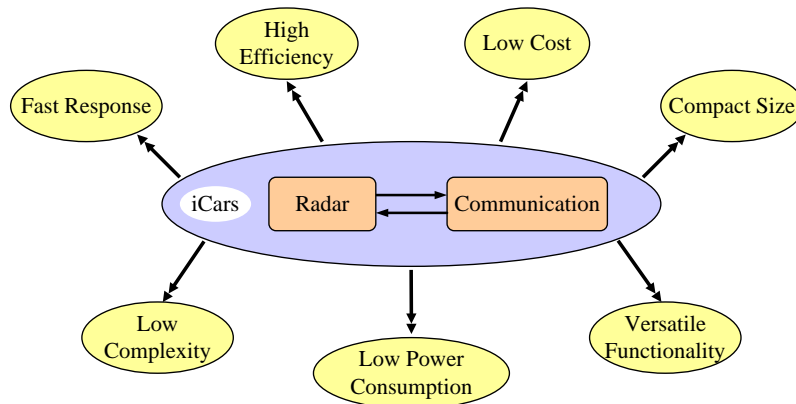 High
Efficiency
Low Cost
Fast Response
Compact Size
iCars
Radar
Communication
Low
Complexity
Low Power
Consumption
Versatile
Functionality